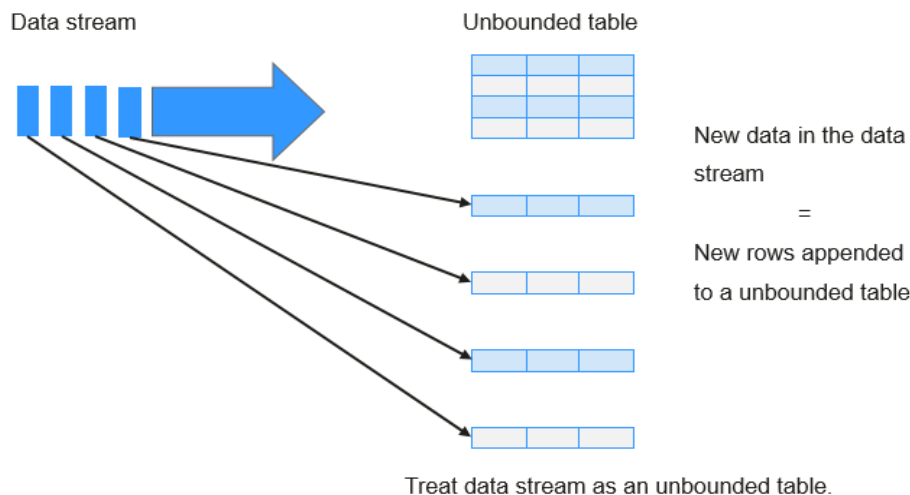 Data stream
Unbounded table
New data in the data
stream
=
New rows appended
to a unbounded table
Treat data stream as an unbounded table.